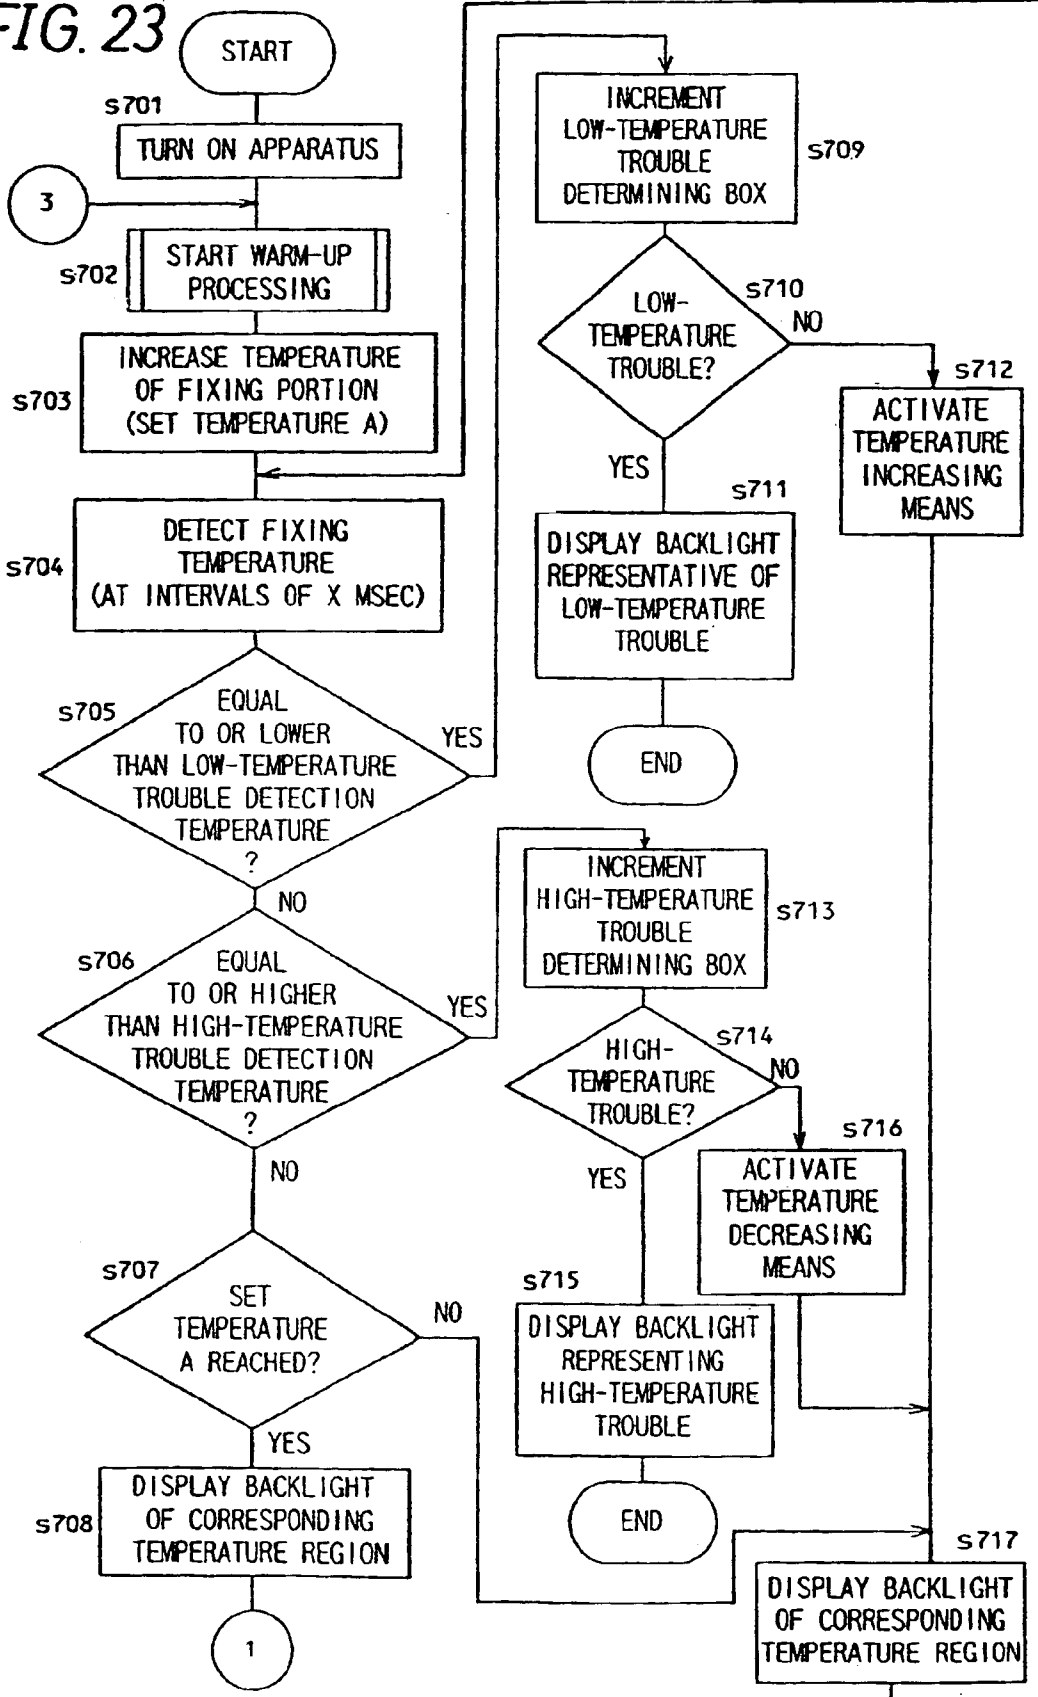 FIG. 23
START
s701
TURN ON APPARATUS
3
s702
START WARM-UP
PROCESSING
s703
INCREASE TEMPERATURE
OF FIXING PORTION
(SET TEMPERATURE A)
s704
DETECT FIXING
TEMPERATURE
(AT INTERVALS OF X MSEC)
s705
EQUAL
TO OR LOWER
THAN LOW-TEMPERATURE
TROUBLE DETECTION
TEMPERATURE
?
YES
NO
s706
EQUAL
TO OR HIGHER
THAN HIGH-TEMPERATURE
TROUBLE DETECTION
TEMPERATURE
?
YES
NO
s707
SET
TEMPERATURE
A REACHED?
NO
YES
s708
DISPLAY BACKLIGHT
OF CORRESPONDING
TEMPERATURE REGION
1
INCREMENT
LOW-TEMPERATURE
TROUBLE
DETERMINING BOX
s709
s710
LOW-
TEMPERATURE
TROUBLE?
NO
YES
s711
DISPLAY BACKLIGHT
REPRESENTATIVE OF
LOW-TEMPERATURE
TROUBLE
END
s712
ACTIVATE
TEMPERATURE
INCREASING
MEANS
INCREMENT
HIGH-TEMPERATURE
TROUBLE
DETERMINING BOX
s713
s714
HIGH-
TEMPERATURE
TROUBLE?
NO
YES
s715
DISPLAY BACKLIGHT
REPRESENTING
HIGH-TEMPERATURE
TROUBLE
END
s716
ACTIVATE
TEMPERATURE
DECREASING
MEANS
s717
DISPLAY BACKLIGHT
OF CORRESPONDING
TEMPERATURE REGION